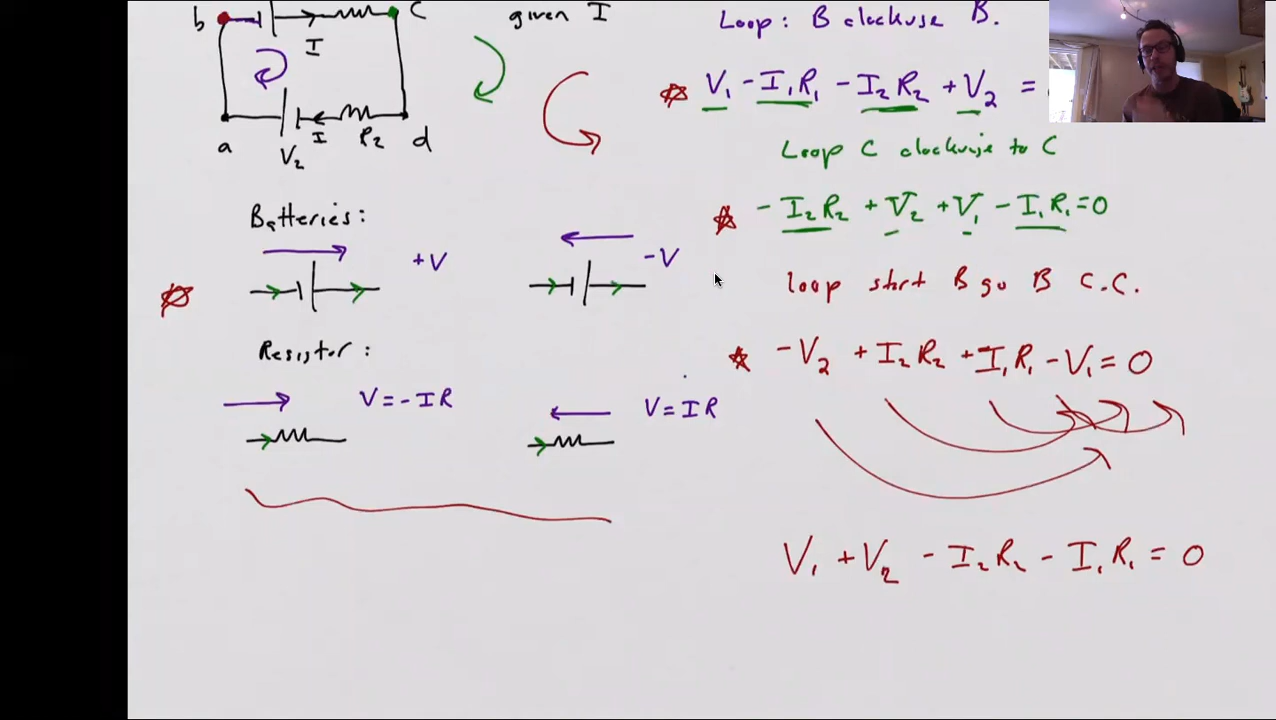 b
C
I
given I
a
V₂
I
R₂
d
Batteries:
+V
-V
Resistor:
V=-IR
V=IR
Loop: B clockwise B.
V₁ - I₁R₁ - I₂R₂ + V₂ =
Loop C clockwise to C
- I₂R₂ + V₂ + V₁ - I₁R₁ = 0
loop start B go B C.C.
-V₂ + I₂R₂ + I₁R₁ - V₁ = 0
V₁ + V₂ - I₂R₂ - I₁R₁ = 0